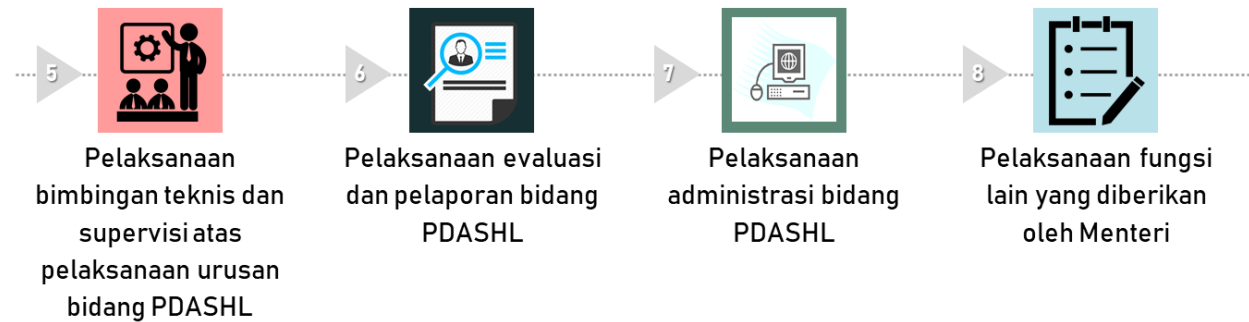 5
Pelaksanaan
bimbingan teknis dan
supervisi atas
pelaksanaan urusan
bidang PDASHL
6
Pelaksanaan evaluasi
dan pelaporan bidang
PDASHL
7
Pelaksanaan
administrasi bidang
PDASHL
8
Pelaksanaan fungsi
lain yang diberikan
oleh Menteri